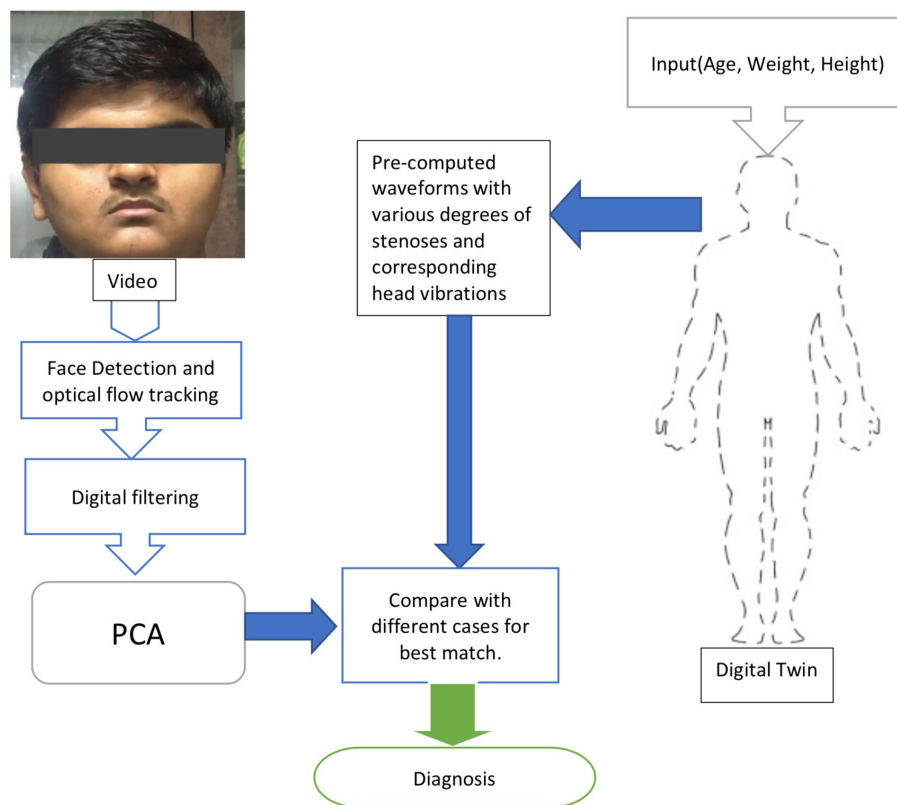 Input(Age, Weight, Height)
Pre-computed
waveforms with
various degrees of
stenoses and
corresponding
head vibrations
Video
Face Detection and
optical flow tracking
Digital filtering
PCA
Compare with
different cases for
best match.
Digital Twin
Diagnosis